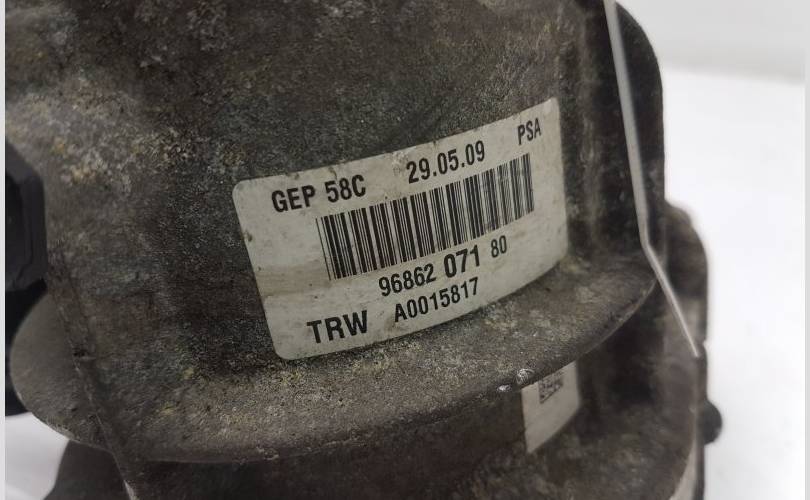 GEP 58C 29.05.09 PSA
96862 071 80
TRW A0015817